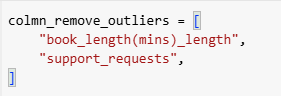 colmn_remove_outliers = [
    "book_length(mins)_length",
    "support_requests",
]